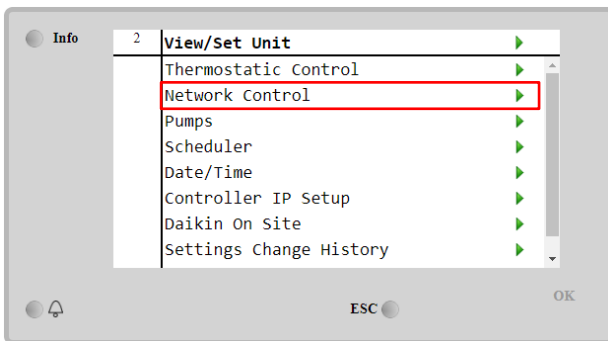 Info
2 View/Set Unit
Thermostatic Control
Network Control
Pumps
Scheduler
Date/Time
Controller IP Setup
Daikin On Site
Settings Change History
ESC
OK